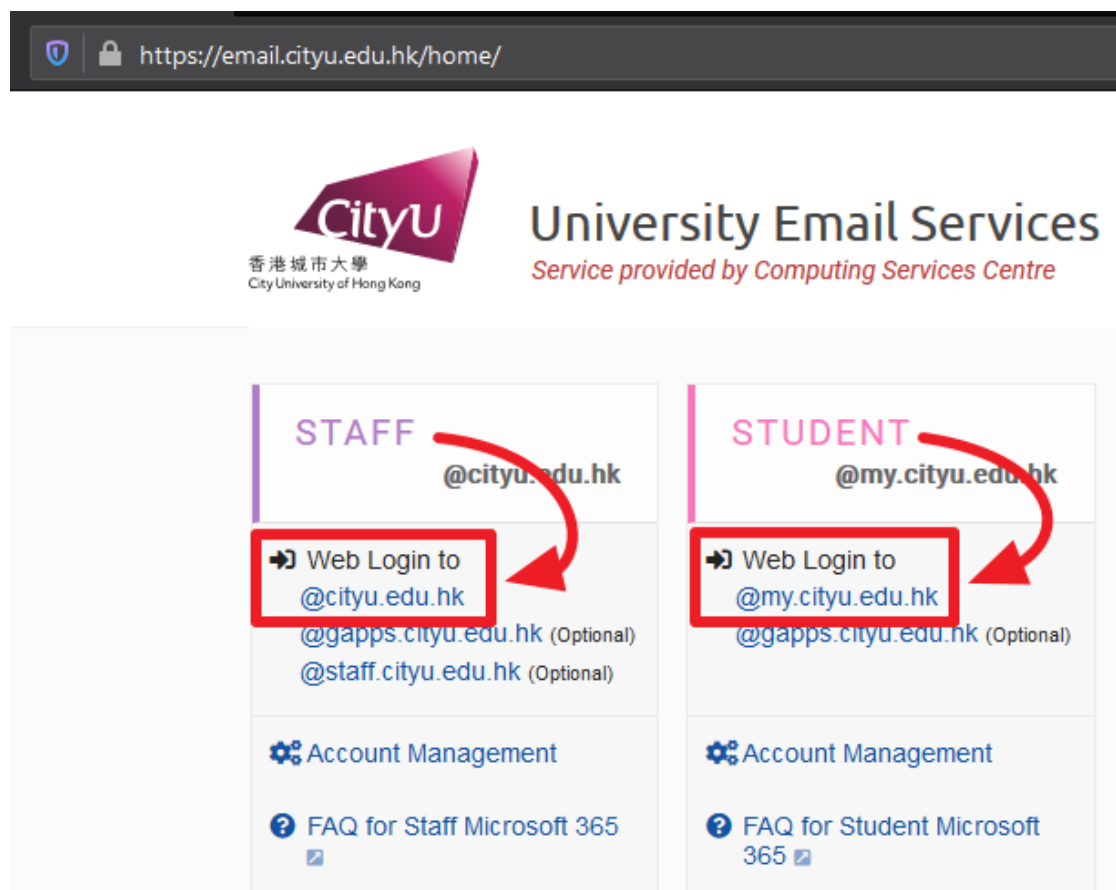 https://email.cityu.edu.hk/home/
CityU
香港城市大學
City University of Hong Kong
University Email Services
Service provided by Computing Services Centre
STAFF
@cityu.edu.hk
Web Login to
@cityu.edu.hk
@gapps.cityu.edu.hk (Optional)
@staff.cityu.edu.hk (Optional)
Account Management
FAQ for Staff Microsoft 365
STUDENT
@my.cityu.edu.hk
Web Login to
@my.cityu.edu.hk
@gapps.cityu.edu.hk (Optional)
Account Management
FAQ for Student Microsoft
365